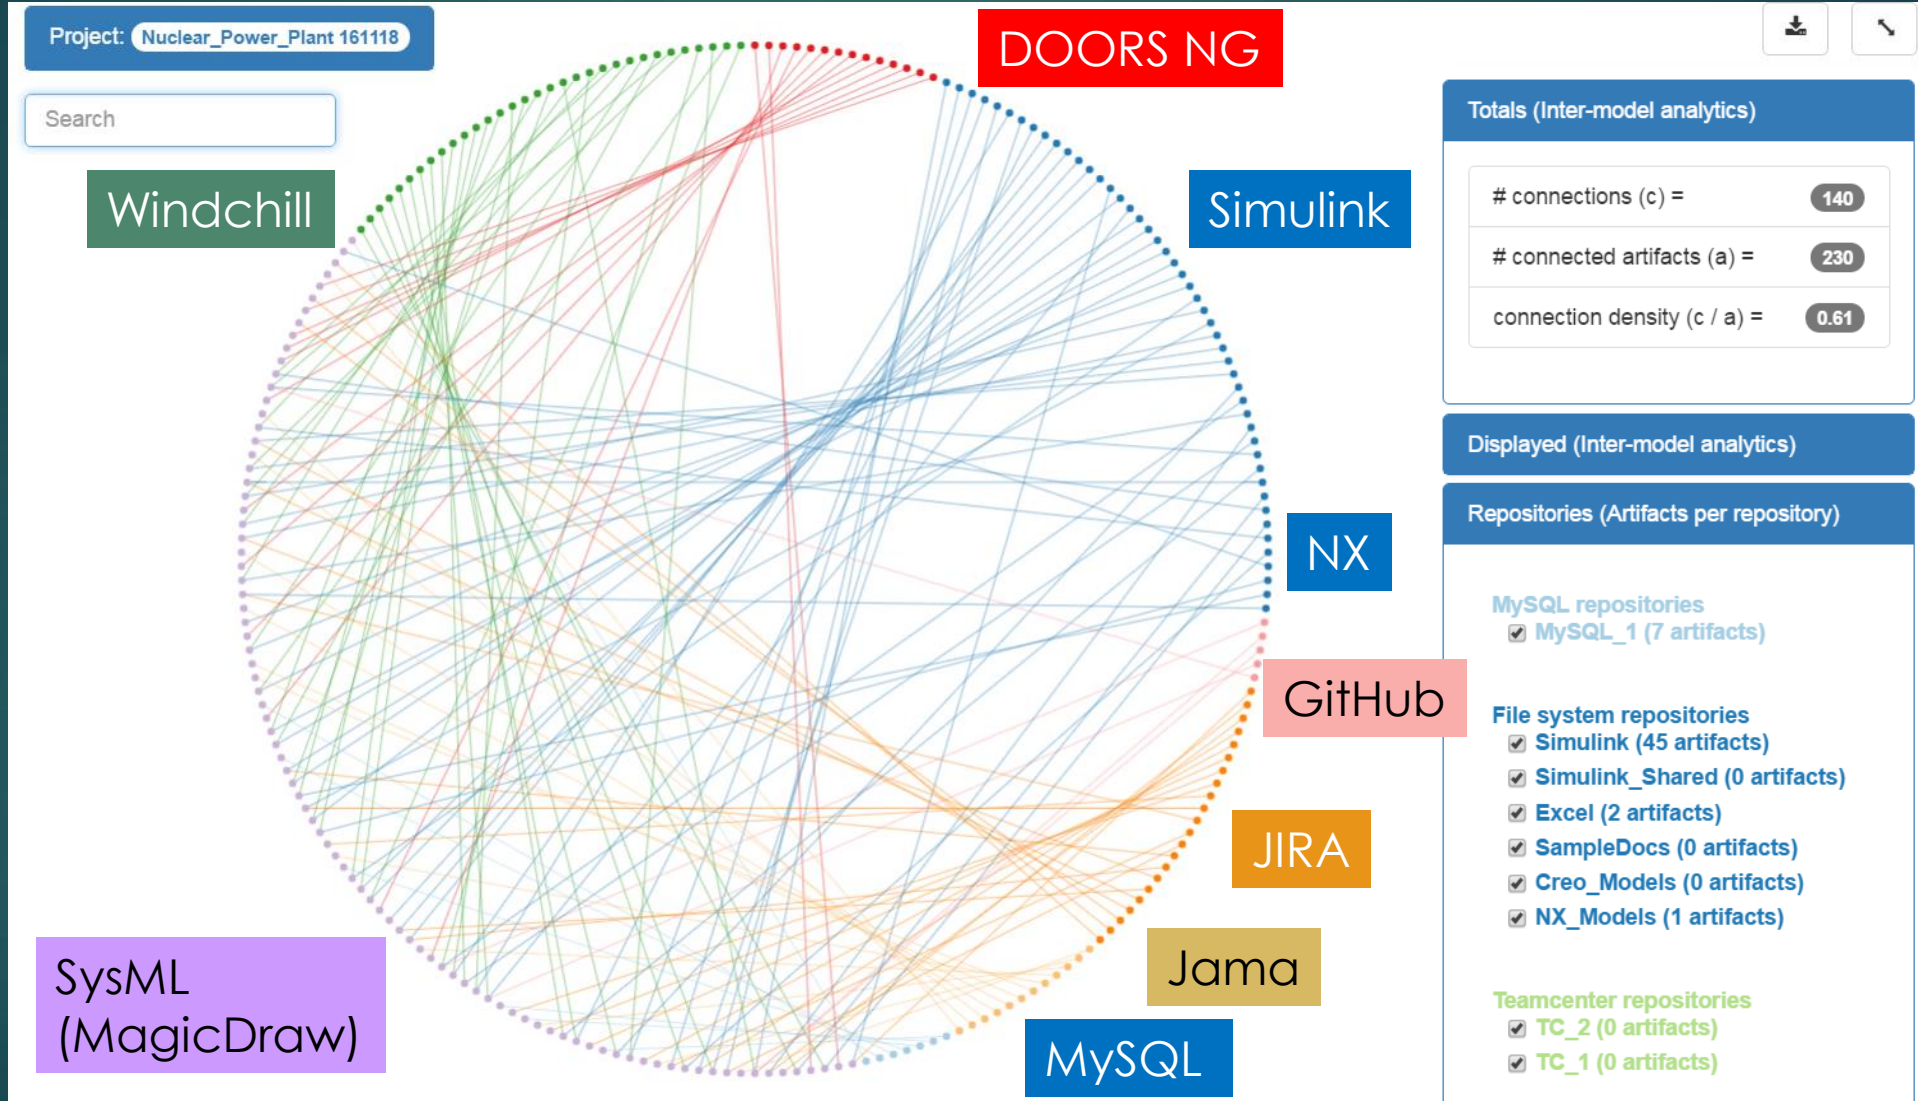 Project: Nuclear_Power_Plant 161118
Search
DOORS NG
Windchill
Simulink
NX
GitHub
JIRA
Jama
MySQL
SysML
(MagicDraw)
Totals (Inter-model analytics)
# connections (c) = 140
# connected artifacts (a) = 230
connection density (c / a) = 0.61
Displayed (Inter-model analytics)
Repositories (Artifacts per repository)
MySQL repositories
MySQL_1 (7 artifacts)
File system repositories
Simulink (45 artifacts)
Simulink_Shared (0 artifacts)
Excel (2 artifacts)
SampleDocs (0 artifacts)
Creo_Models (0 artifacts)
NX_Models (1 artifacts)
Teamcenter repositories
TC_2 (0 artifacts)
TC_1 (0 artifacts)